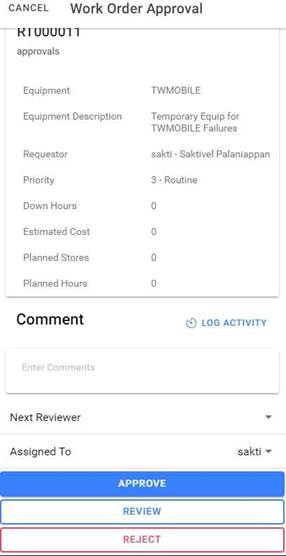 CANCEL Work Order Approval
RT000011
approvals
Equipment TWMOBILE
Equipment Description Temporary Equip for
TWMOBILE Failures
Requestor sakti - Saktivel Palaniappan
Priority 3 - Routine
Down Hours 0
Estimated Cost 0
Planned Stores 0
Planned Hours 0
Comment LOG ACTIVITY
Enter Comments
Next Reviewer
Assigned To sakti
APPROVE
REVIEW
REJECT